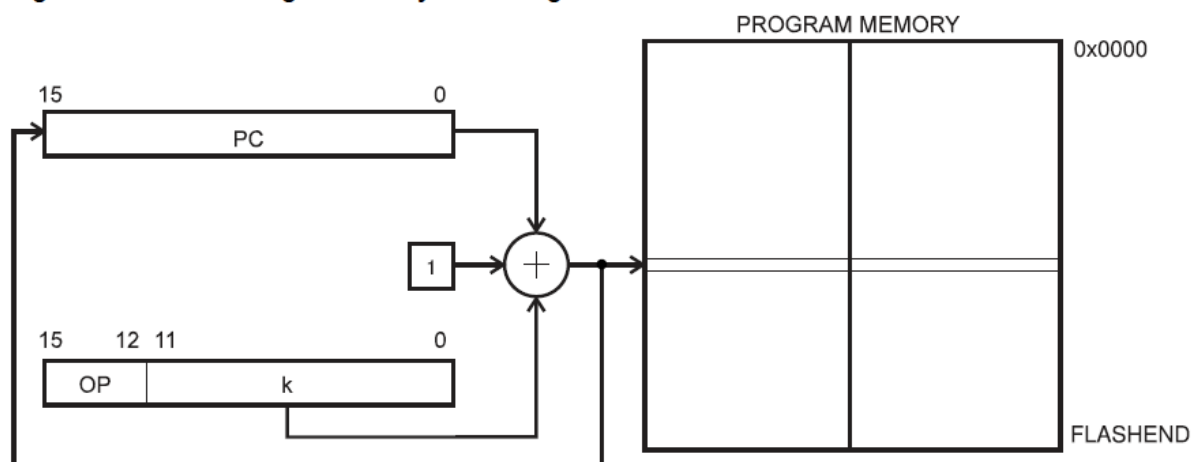 PROGRAM MEMORY
0x0000
15 0
PC
1
15 12 11 0
OP k
FLASHEND